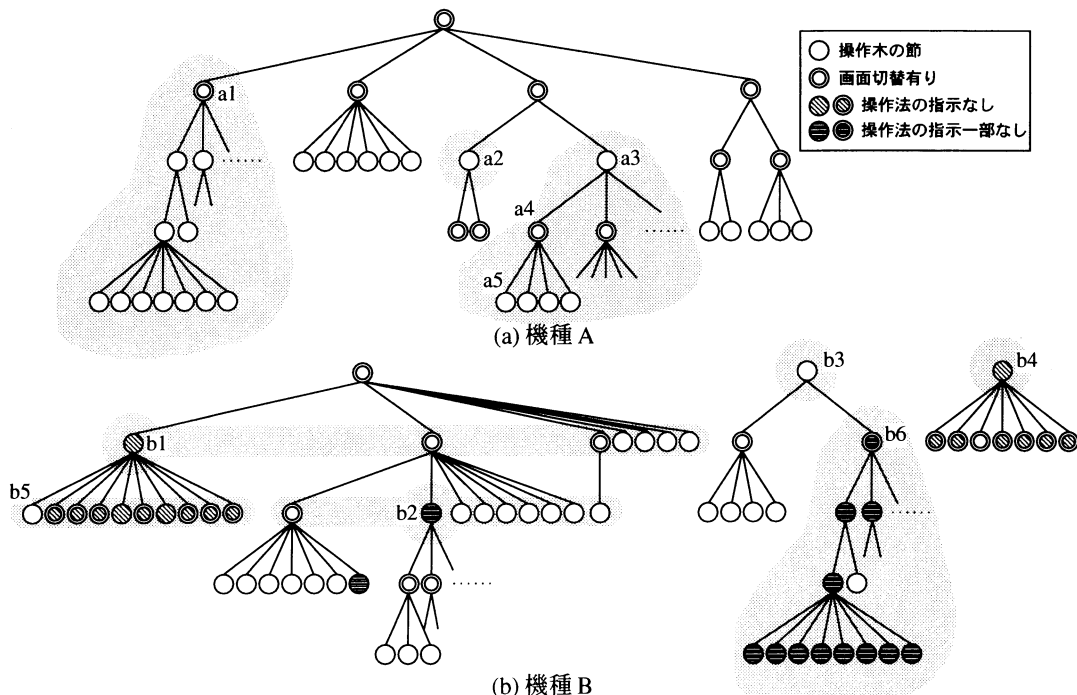 操作木の節
画面切替有り
操作法の指示なし
操作法の指示一部なし
a1
a2
a3
a4
a5
(a) 機種 A
b3
b4
b1
b6
b5
b2
(b) 機種 B